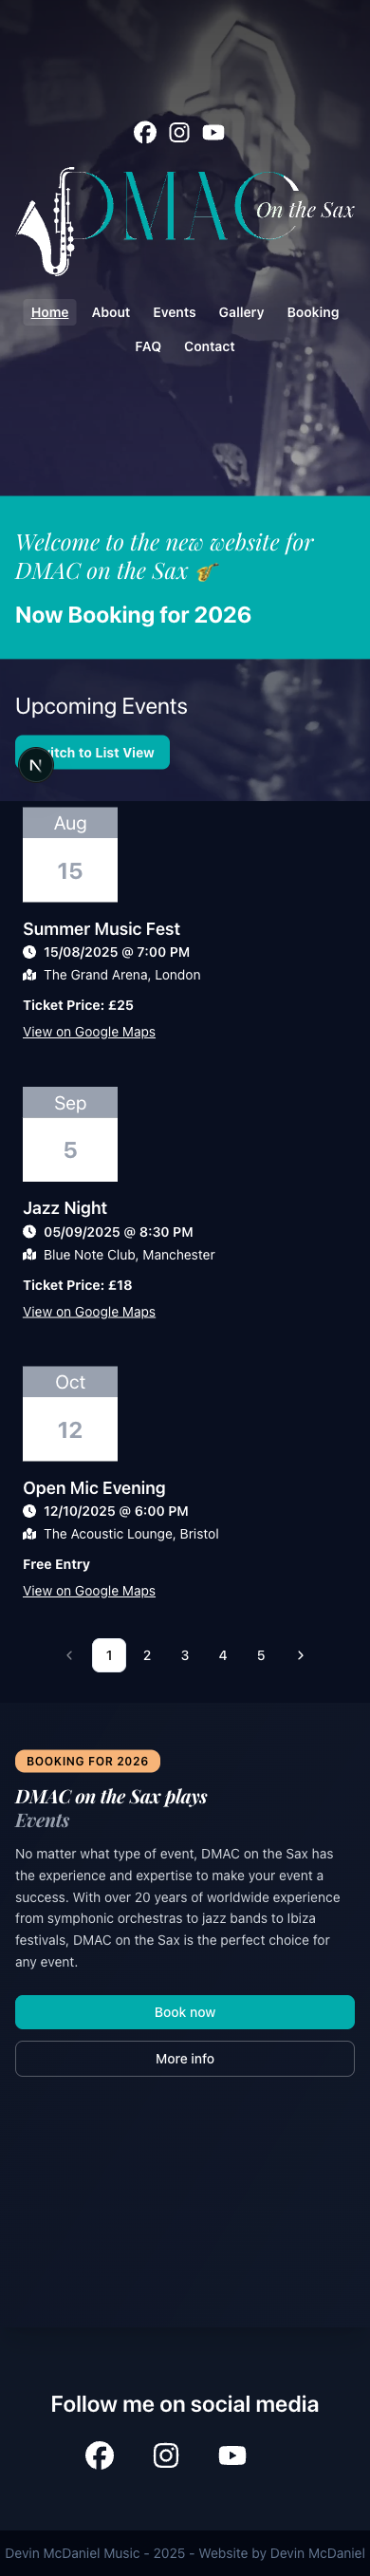 DMAC
On the Sax
Home About Events Gallery Booking
FAQ Contact
Welcome to the new website for
DMAC on the Sax 🎷
Now Booking for 2026
Upcoming Events
N
itch to List View
Aug
15
Summer Music Fest
15/08/2025 @ 7:00 PM
The Grand Arena, London
Ticket Price: £25
View on Google Maps
Sep
5
Jazz Night
05/09/2025 @ 8:30 PM
Blue Note Club, Manchester
Ticket Price: £18
View on Google Maps
Oct
12
Open Mic Evening
12/10/2025 @ 6:00 PM
The Acoustic Lounge, Bristol
Free Entry
View on Google Maps
1 2 3 4 5
BOOKING FOR 2026
DMAC on the Sax plays
Events
No matter what type of event, DMAC on the Sax has
the experience and expertise to make your event a
success. With over 20 years of worldwide experience
from symphonic orchestras to jazz bands to Ibiza
festivals, DMAC on the Sax is the perfect choice for
any event.
Book now
More info
Follow me on social media
Devin McDaniel Music - 2025 - Website by Devin McDaniel